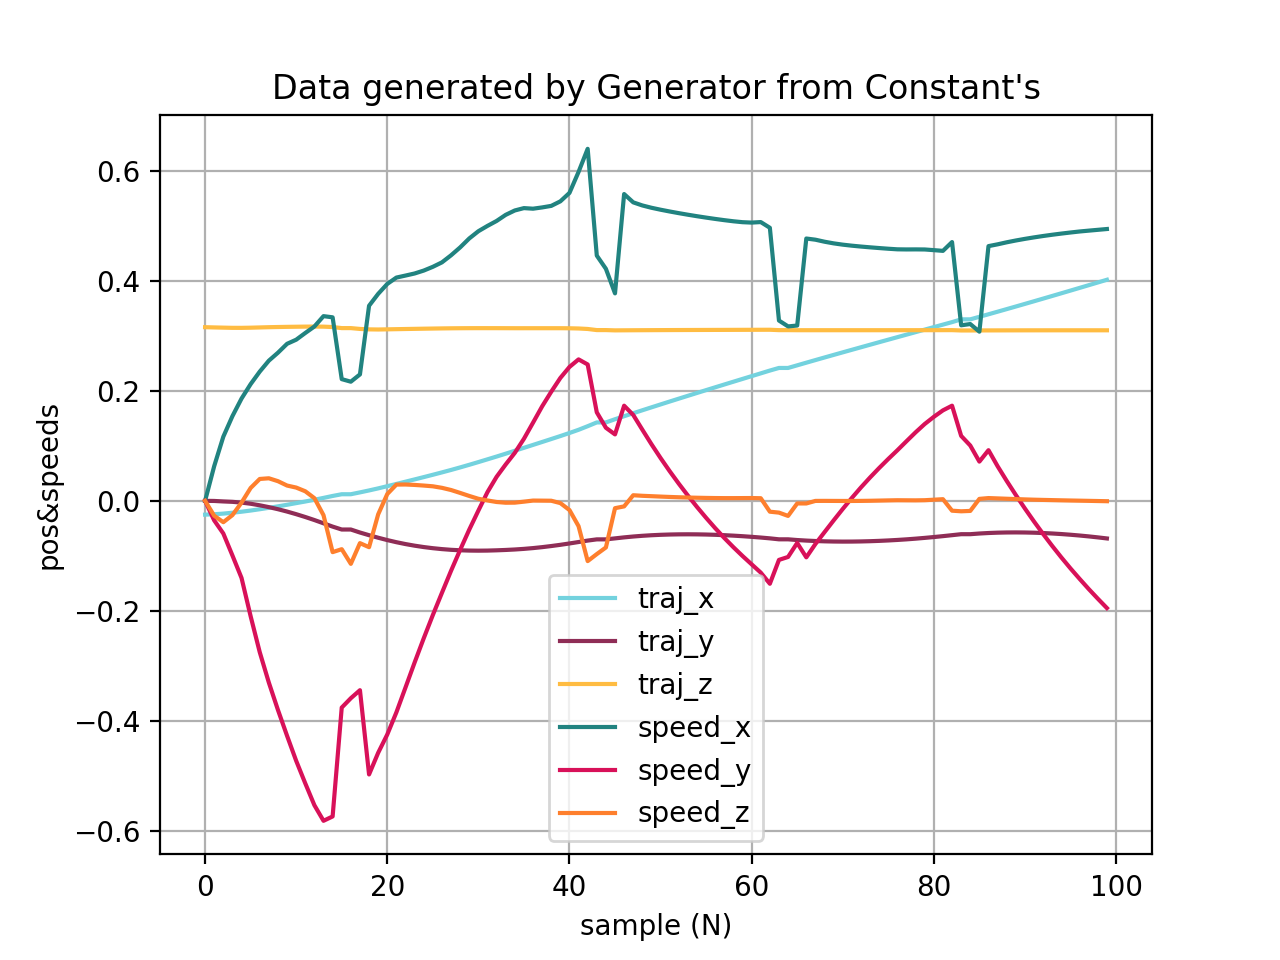 Data generated by Generator from Constant's
pos&speeds
0.6
0.4
0.2
0.0
−0.2
−0.4
−0.6
traj_x
traj_y
traj_z
speed_x
speed_y
speed_z
0 20 40 60 80 100
sample (N)